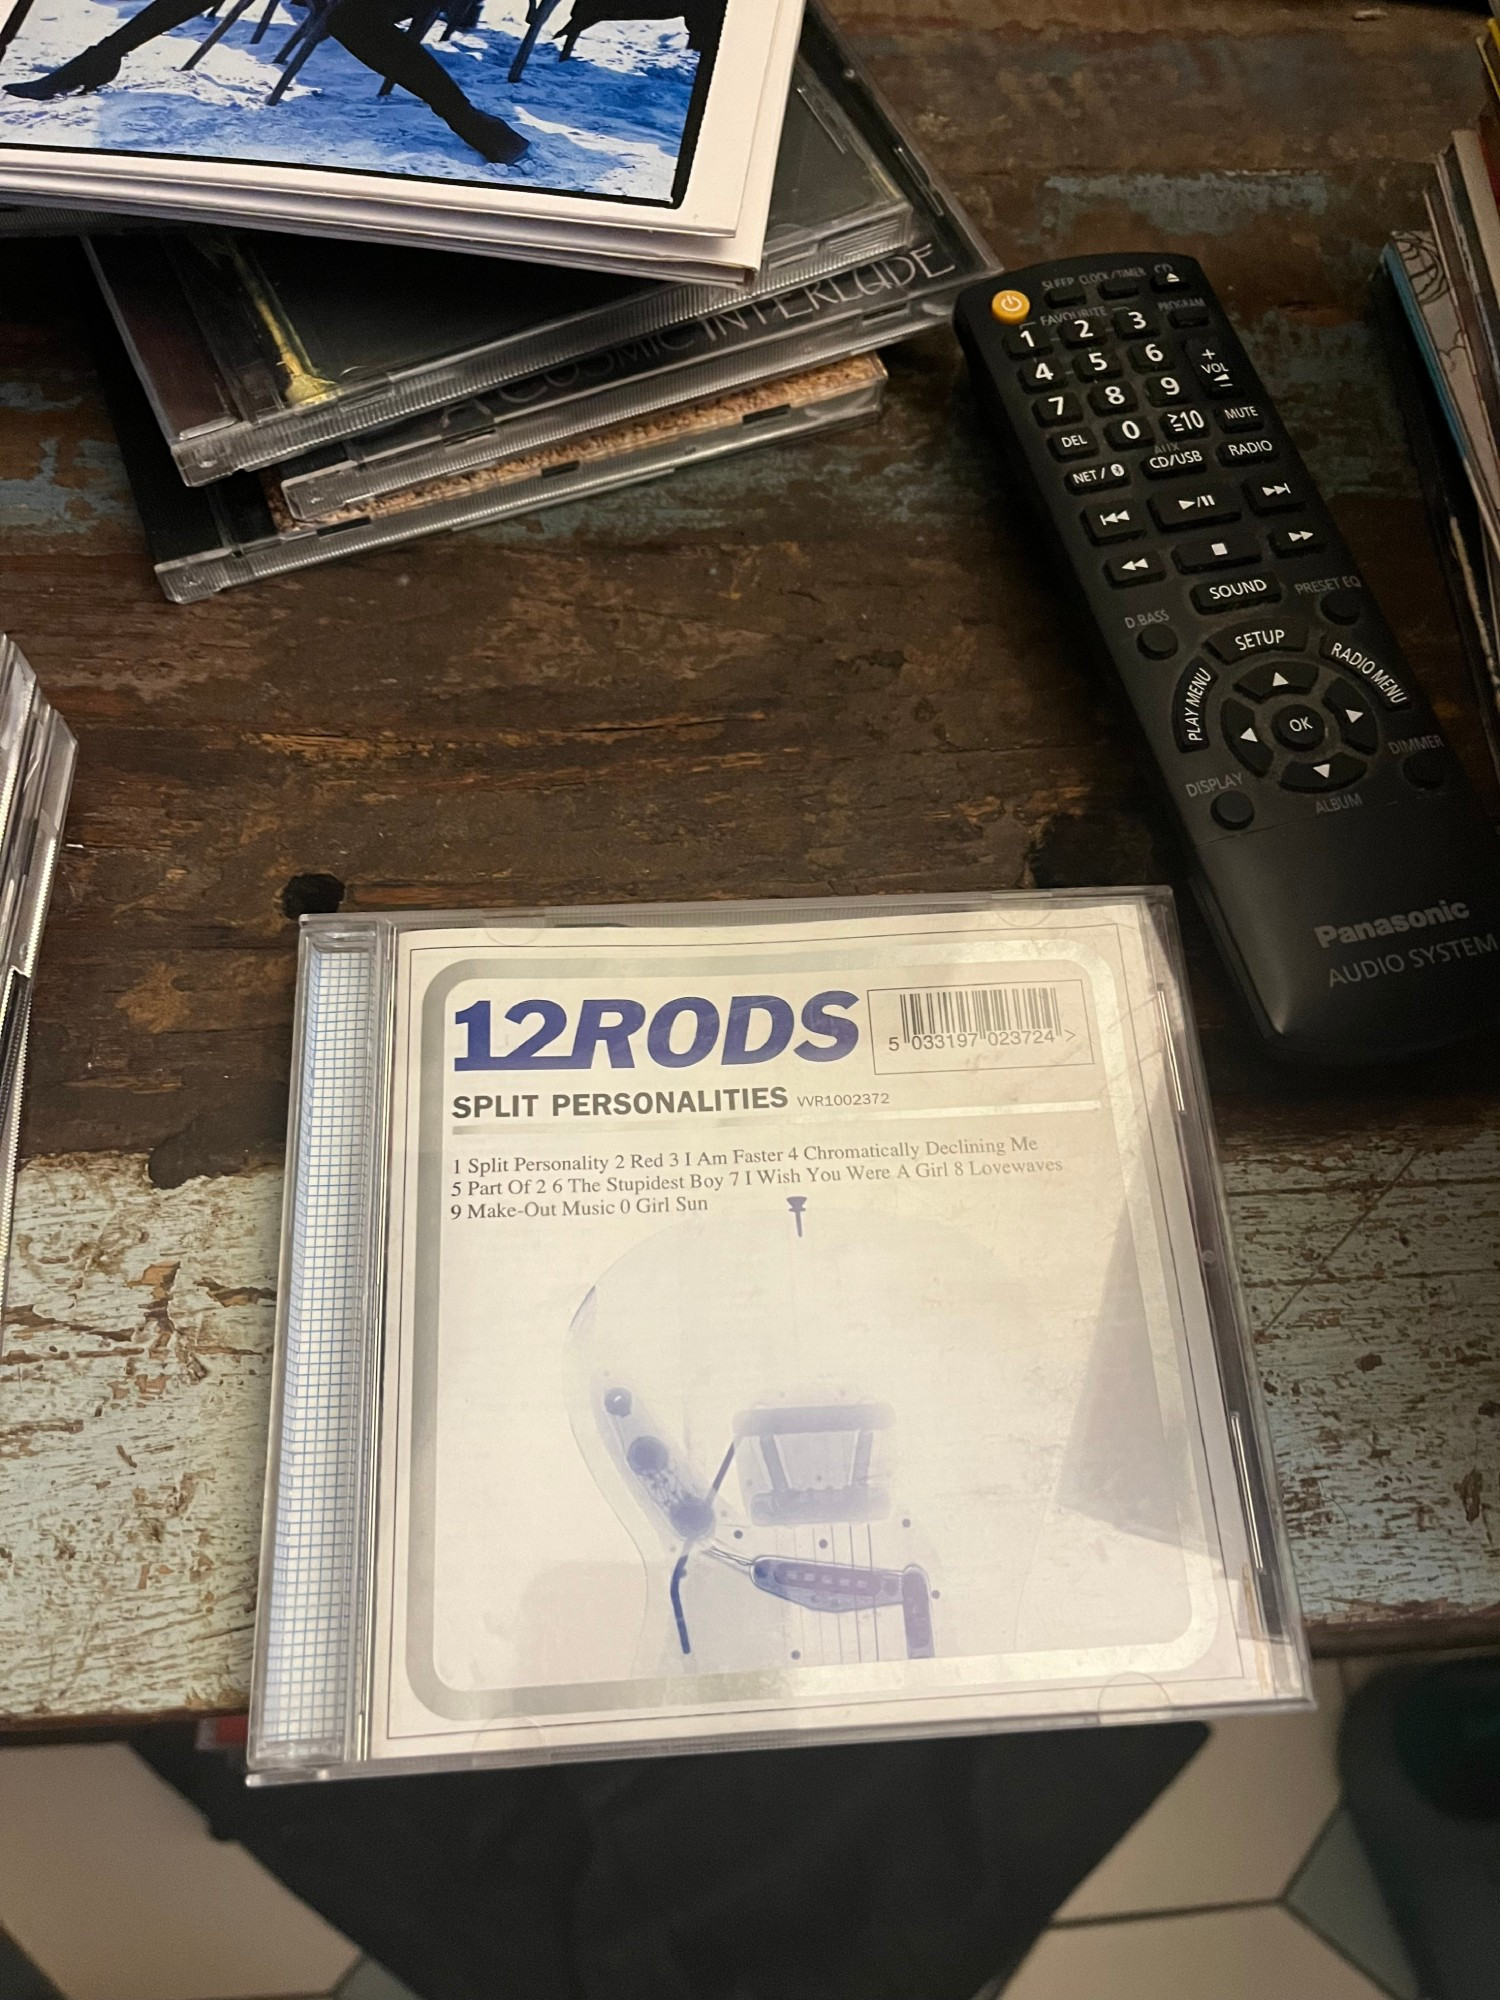 A COSMIC INTERLUDE
SLEEP CLOCK/TIMER CD
FAVOURITE PROGRAM
1 2 3
4 5 6 + VOL
7 8 9 -
DEL 0 ≧10 MUTE
AUX
NET / CD/USB RADIO
SOUND PRESET EQ
D.BASS
SETUP
PLAY MENU RADIO MENU
OK
DISPLAY DIMMER
ALBUM
Panasonic
AUDIO SYSTEM
12RODS
5 033197 023724 >
SPLIT PERSONALITIES VVR1002372
1 Split Personality 2 Red 3 I Am Faster 4 Chromatically Declining Me
5 Part Of 2 6 The Stupidest Boy 7 I Wish You Were A Girl 8 Lovewaves
9 Make-Out Music 0 Girl Sun